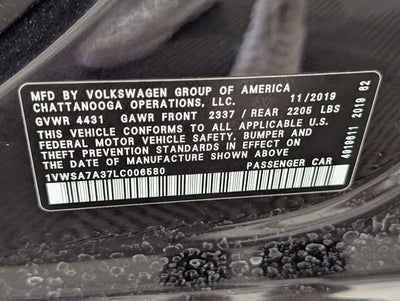 MFD BY VOLKSWAGEN GROUP OF AMERICA
CHATTANOOGA OPERATIONS, LLC. 11/2019
GVWR 4431 GAWR FRONT 2337 / REAR 2205 LBS
THIS VEHICLE CONFORMS TO ALL APPLICABLE U.S.
FEDERAL MOTOR VEHICLE SAFETY, BUMPER AND
THEFT PREVENTION STANDARDS IN EFFECT ON
THE DATE OF MANUFACTURE SHOWN ABOVE.
1VWSA7A37LC006580 PASSENGER CAR
4919611 2019 62